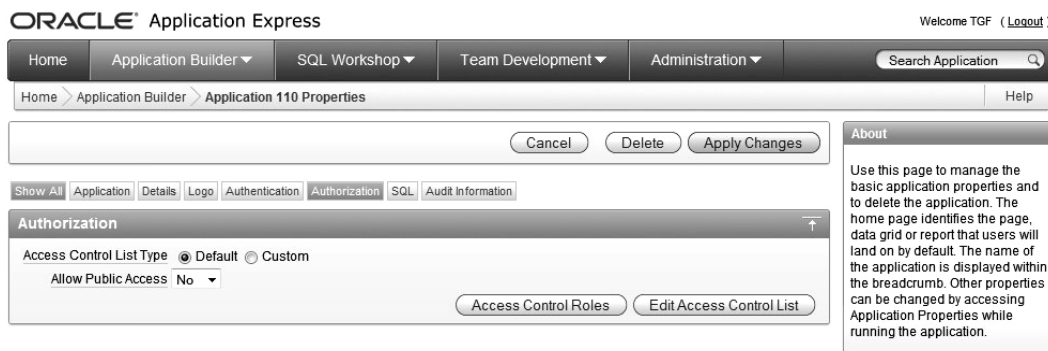 ORACLE® Application Express
Welcome TGF ( Logout )
Home Application Builder SQL Workshop Team Development Administration Search Application
Home Application Builder Application 110 Properties Help
Cancel Delete Apply Changes
Show All Application Details Logo Authentication Authorization SQL Audit Information
Authorization
Access Control List Type Default Custom
Allow Public Access No
Access Control Roles Edit Access Control List
About
Use this page to manage the
basic application properties and
to delete the application. The
home page identifies the page,
data grid or report that users will
land on by default. The name of
the application is displayed within
the breadcrumb. Other properties
can be changed by accessing
Application Properties while
running the application.